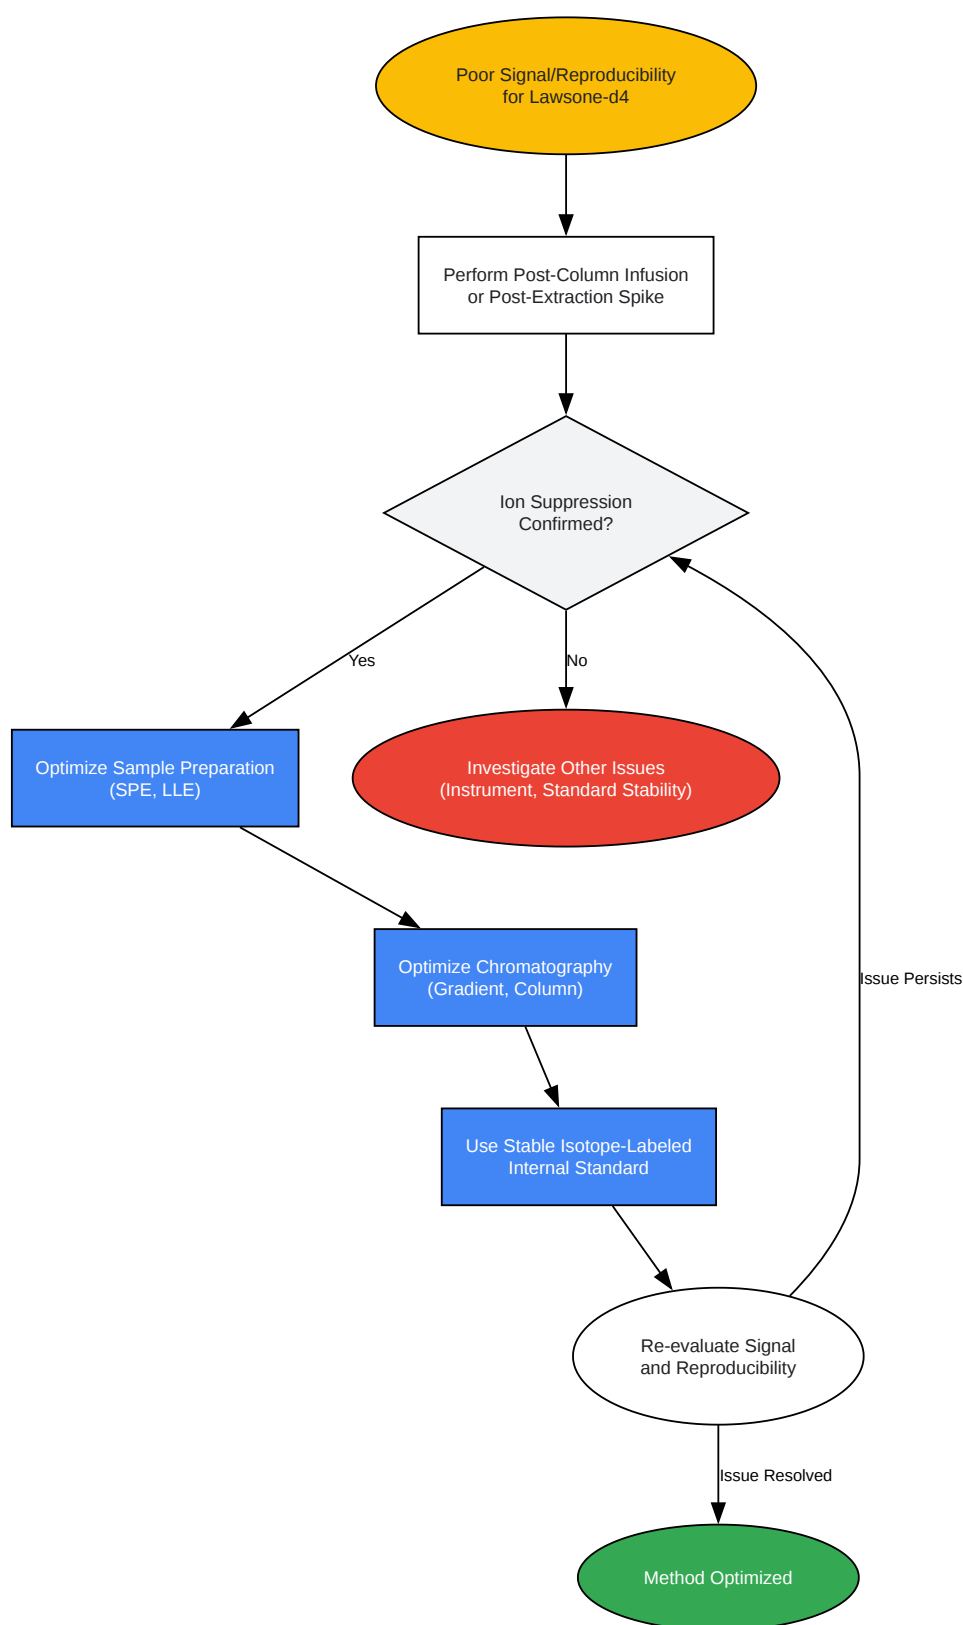 Poor Signal/Reproducibility
for Lawsone-d4
Perform Post-Column Infusion
or Post-Extraction Spike
Ion Suppression
Confirmed?
Yes
No
Optimize Sample Preparation
(SPE, LLE)
Investigate Other Issues
(Instrument, Standard Stability)
Optimize Chromatography
(Gradient, Column)
Issue Persists
Use Stable Isotope-Labeled
Internal Standard
Re-evaluate Signal
and Reproducibility
Issue Resolved
Method Optimized